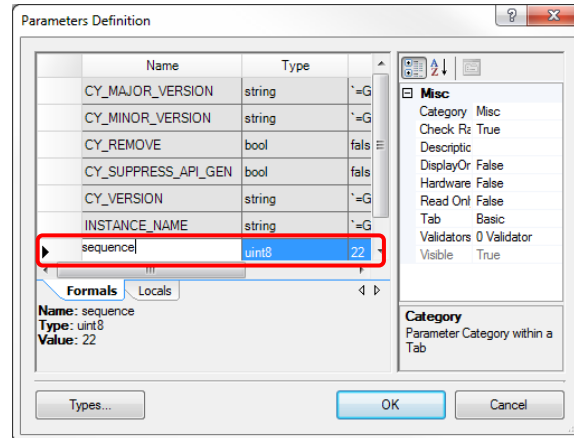 Parameters Definition
Name Type
CY_MAJOR_VERSION string `=G
CY_MINOR_VERSION string `=G
CY_REMOVE bool fals
CY_SUPPRESS_API_GEN bool fals
CY_VERSION string `=G
INSTANCE_NAME string `=G
sequence uint8 22
Formals Locals
Name: sequence
Type: uint8
Value: 22
Misc
Category Misc
Check Ra True
Descriptic
DisplayOr False
Hardware False
Read Onl False
Tab Basic
Validators 0 Validator
Visible True
Category
Parameter Category within a
Tab
Types...
OK
Cancel